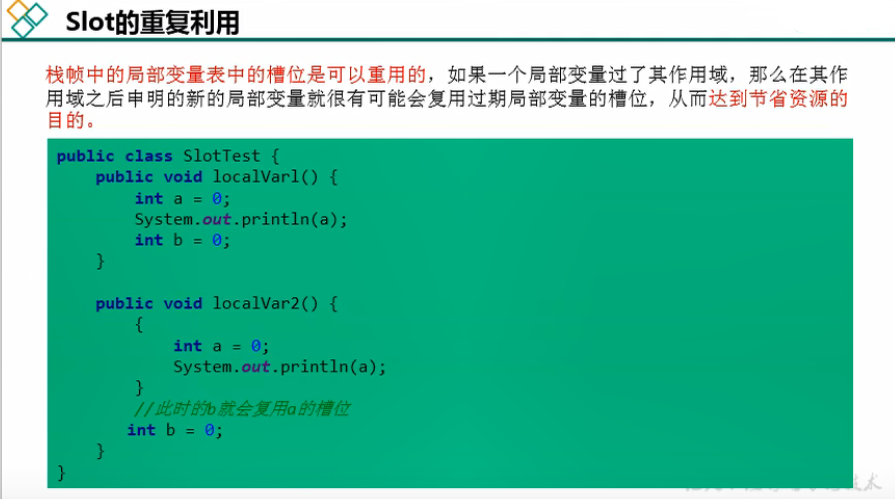 Slot的重复利用
栈帧中的局部变量表中的槽位是可以重用的，如果一个局部变量过了其作用域，那么在其作
用域之后申明的新的局部变量就很有可能会复用过期局部变量的槽位，从而达到节省资源的
目的。
public class SlotTest {
    public void localVarl() {
        int a = 0;
        System.out.println(a);
        int b = 0;
    }
    public void localVar2() {
        {
            int a = 0;
            System.out.println(a);
        }
        //此时的b就会复用a的槽位
        int b = 0;
    }
}